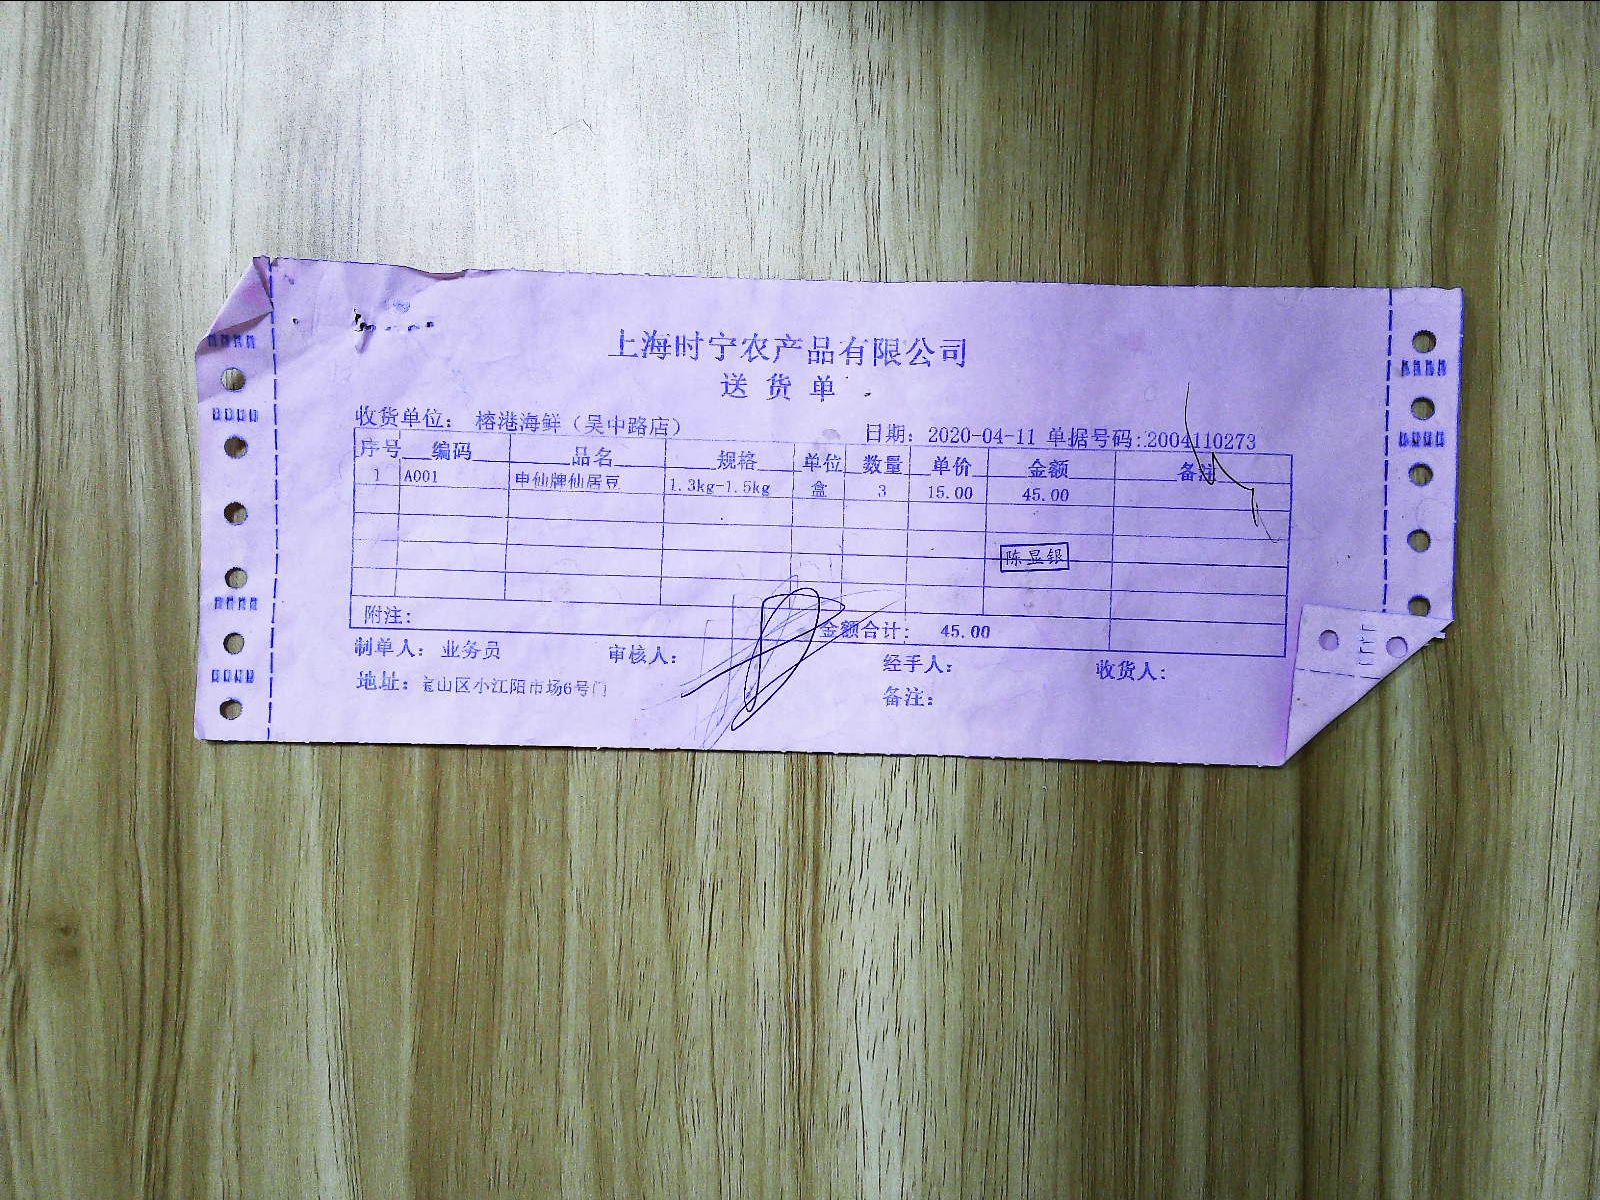 上海时宁农产品有限公司
送货单
收货单位： 榕港海鲜（吴中路店） 日期：2020-04-11 单据号码:2004110273
序号 编码 品名 规格 单位 数量 单价 金额 备注
1 A001 申仙牌仙居豆 1.3kg-1.5kg 盒 3 15.00 45.00
陈显银
附注： 金额合计： 45.00
制单人：业务员 审核人： 经手人： 收货人：
地址：宝山区小江阳市场6号门 备注：